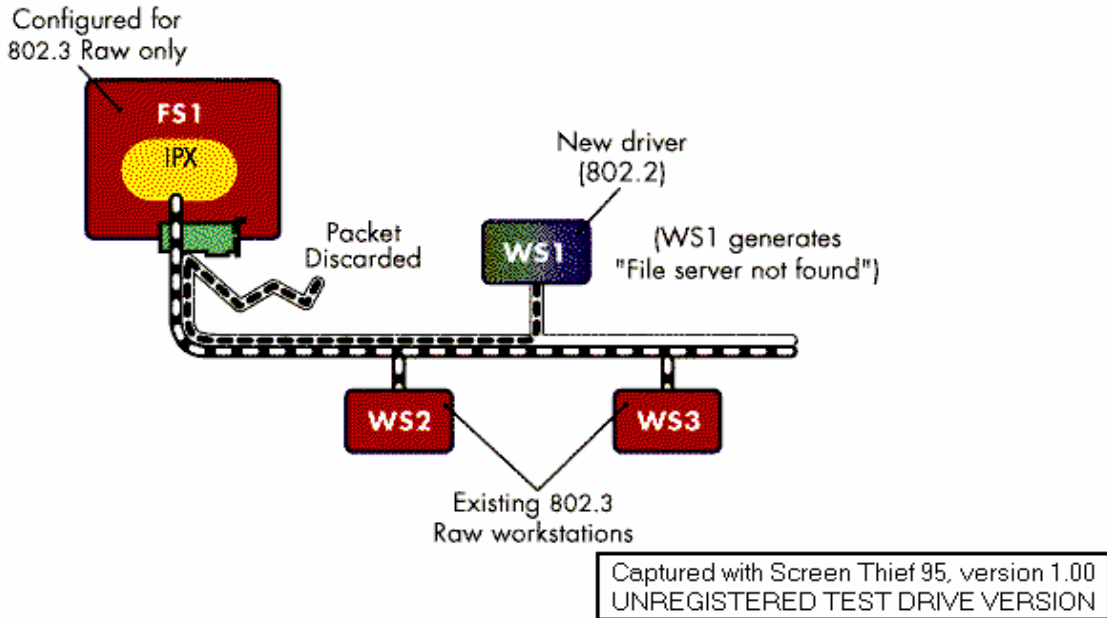 Configured for
802.3 Raw only
FS1
IPX
Packet
Discarded
New driver
(802.2)
WS1
(WS1 generates
"File server not found")
WS2
WS3
Existing 802.3
Raw workstations
Captured with Screen Thief 95, version 1.00
UNREGISTERED TEST DRIVE VERSION